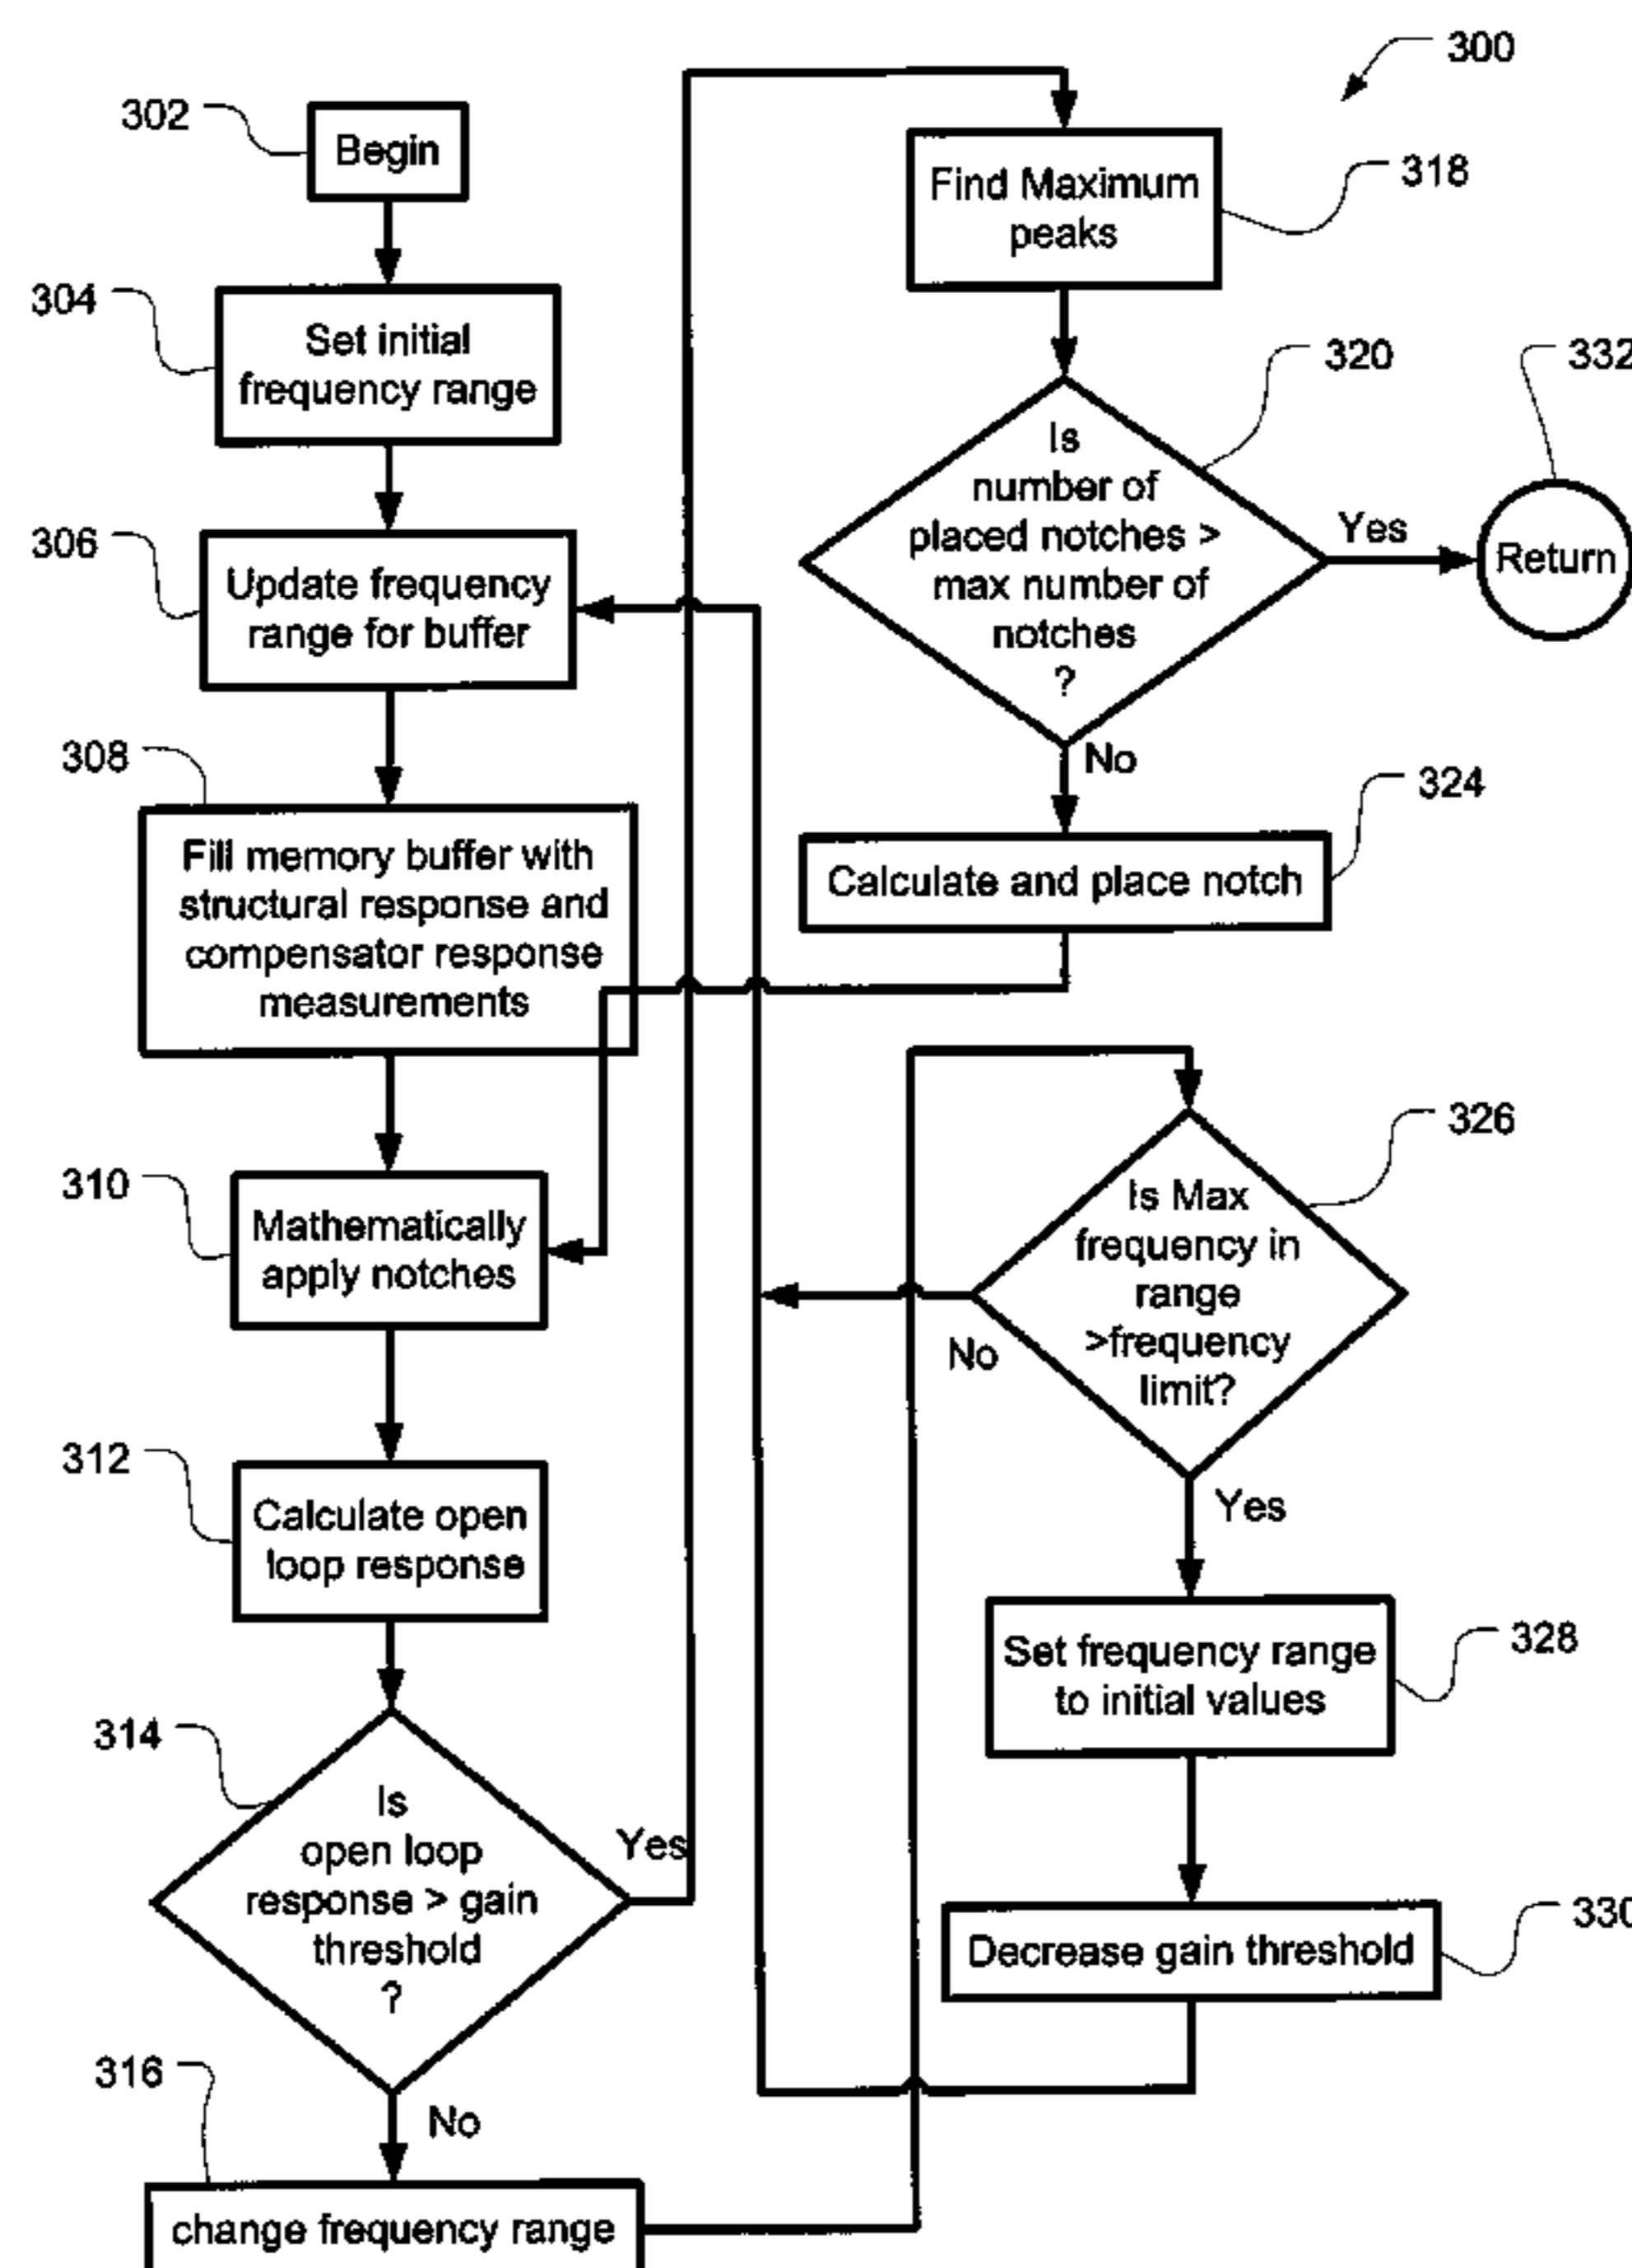 300
302
Begin
304
Set initial
frequency range
306
Update frequency
range for buffer
308
Fill memory buffer with
structural response and
compensator response
measurements
310
Mathematically
apply notches
312
Calculate open
loop response
314
Is
open loop
response > gain
threshold
?
Yes
No
316
change frequency range
318
Find Maximum
peaks
320
Is
number of
placed notches >
max number of
notches
?
Yes
332
Return
No
324
Calculate and place notch
326
Is Max
frequency in
range
>frequency
limit?
No
Yes
328
Set frequency range
to initial values
330
Decrease gain threshold